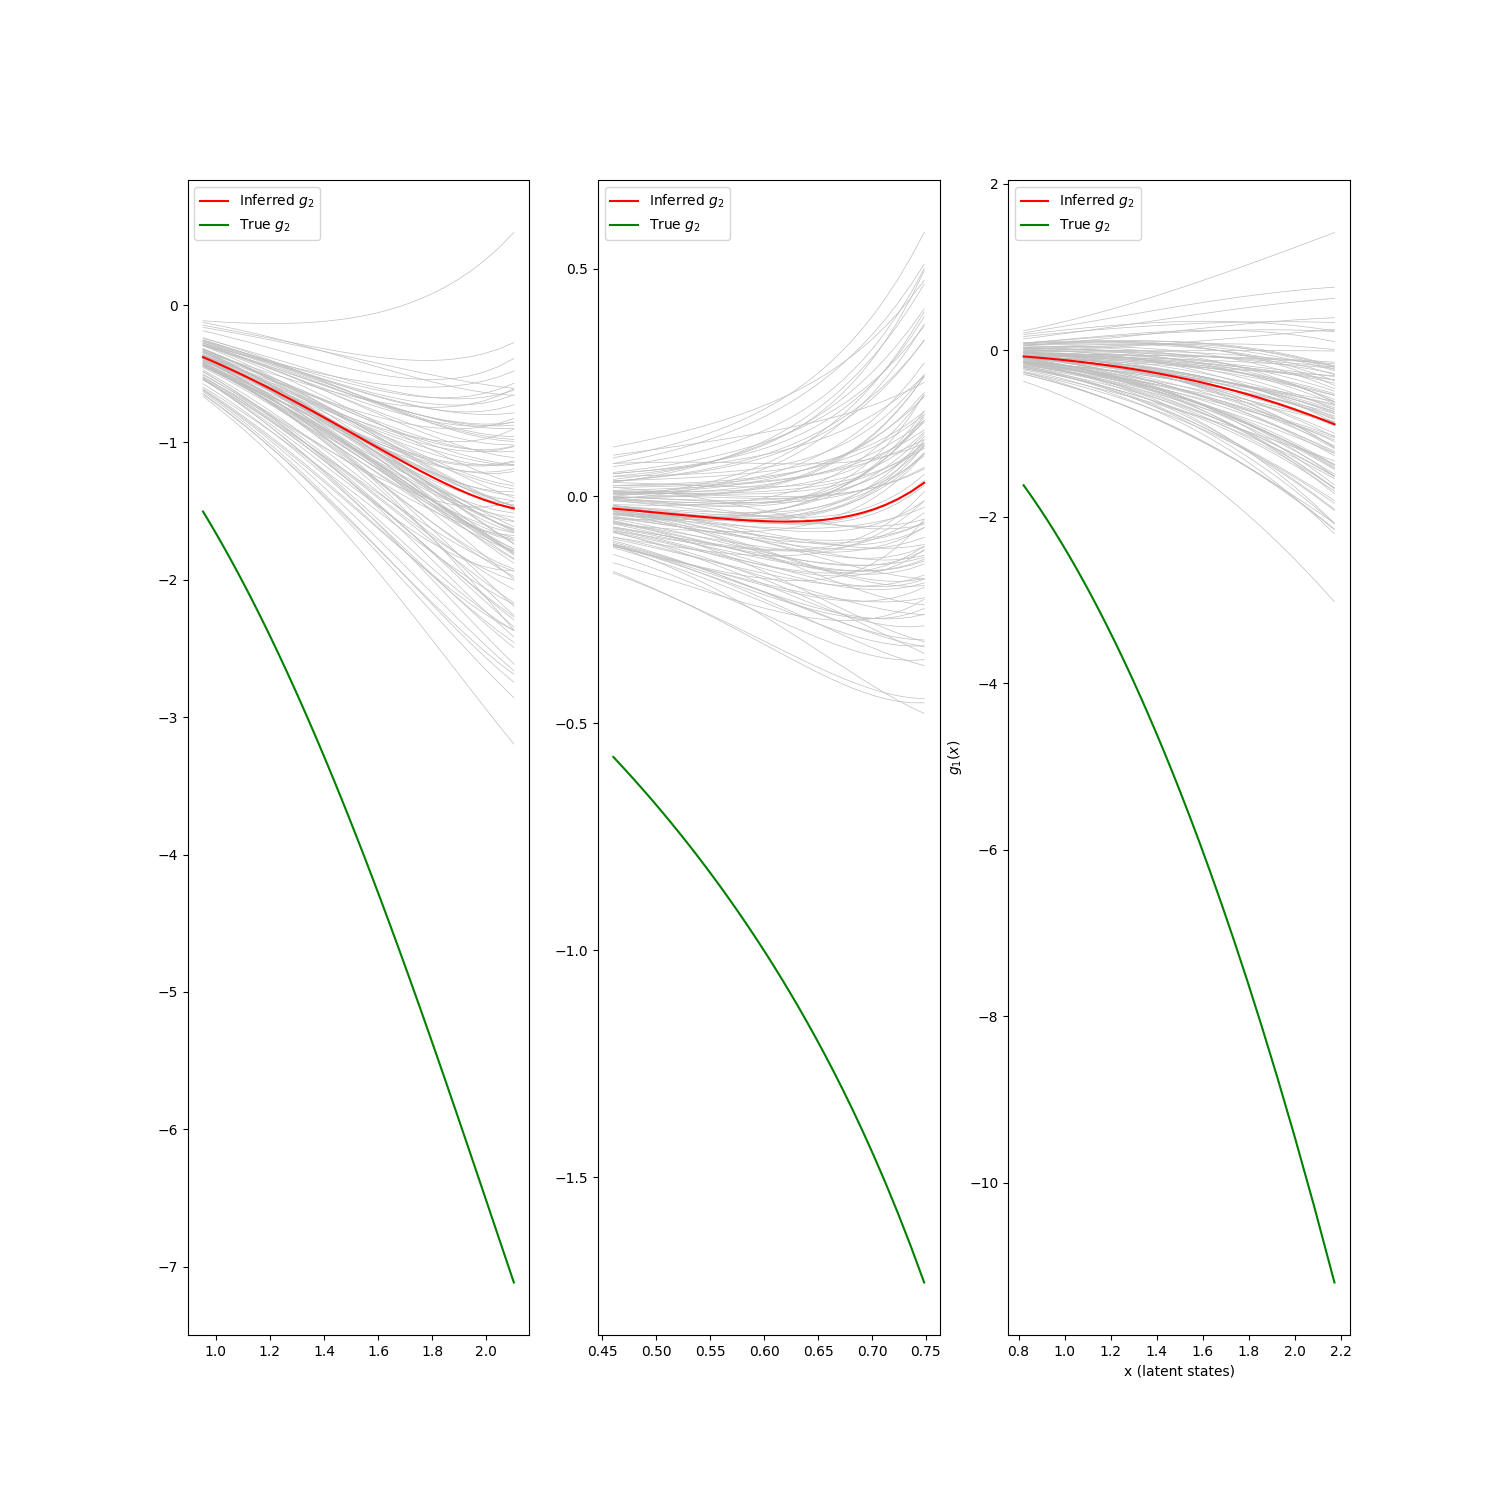 Inferred g₂
True g₂
0
−1
−2
−3
−4
−5
−6
−7
1.0 1.2 1.4 1.6 1.8 2.0
Inferred g₂
True g₂
0.5
0.0
−0.5
−1.0
−1.5
0.45 0.50 0.55 0.60 0.65 0.70 0.75
Inferred g₂
True g₂
2
0
−2
−4
−6
−8
−10
g₁(x)
0.8 1.0 1.2 1.4 1.6 1.8 2.0 2.2
x (latent states)